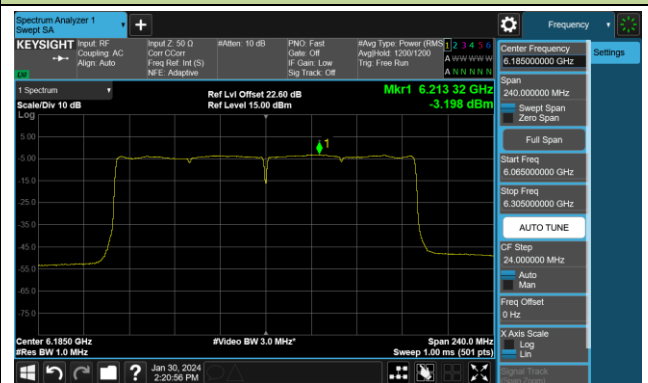 Spectrum Analyzer 1
Swept SA
Frequency
KEYSIGHT
Input: RF
Coupling: AC
Align: Auto
Input Z: 50 Ω
Corr CCorr
Freq Ref: Int (S)
NFE: Adaptive
#Atten: 10 dB
PNO: Fast
Gate: Off
IF Gain: Low
Sig Track: Off
#Avg Type: Power (RMS
Avg|Hold: 1200/1200
Trig: Free Run
1 2 3 4 5 6
A W W W W W
A N N N N N
LXI
1 Spectrum
Scale/Div 10 dB
Log
Ref Lvl Offset 22.60 dB
Ref Level 15.00 dBm
Mkr1 6.213 32 GHz
-3.198 dBm
1
5.00
-5.00
-15.0
-25.0
-35.0
-45.0
-55.0
-65.0
-75.0
Center 6.1850 GHz
#Res BW 1.0 MHz
#Video BW 3.0 MHz*
Span 240.0 MHz
Sweep 1.00 ms (501 pts)
Jan 30, 2024
2:20:56 PM
Center Frequency
6.185000000 GHz
Settings
Span
240.000000 MHz
Swept Span
Zero Span
Full Span
Start Freq
6.065000000 GHz
Stop Freq
6.305000000 GHz
AUTO TUNE
CF Step
24.000000 MHz
Auto
Man
Freq Offset
0 Hz
X Axis Scale
Log
Lin
Signal Track
(Span Zoom)